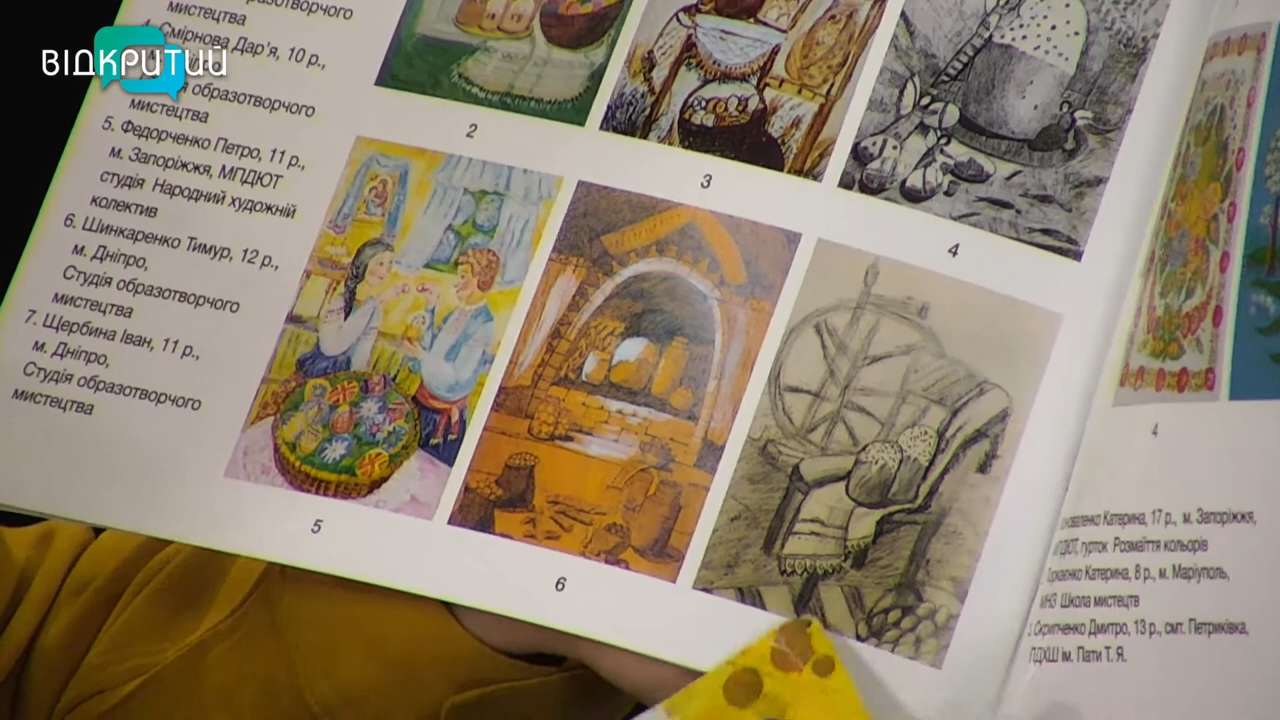 ВІДКРИТИЙ
мистецтва
4. Смірнова Дар'я, 10 р.,
образотворчого
мистецтва
5. Федорченко Петро, 11 р.,
м. Запоріжжя, МПДЮТ
студія Народний художній
колектив
6. Шинкаренко Тимур, 12 р.,
м. Дніпро,
Студія образотворчого
мистецтва
7. Щербина Іван, 11 р.,
м. Дніпро,
Студія образотворчого
мистецтва
2
3
4
5
6
4
Катерина, 17 р., м. Запоріжжя,
гурток Розмаїття кольорів
Катерина, 8 р., м. Маріуполь,
МНЗ Школа мистецтв
Скрипченко Дмитро, 13 р., смт. Петриківка,
ПДХШ ім. Пати Т. Я.